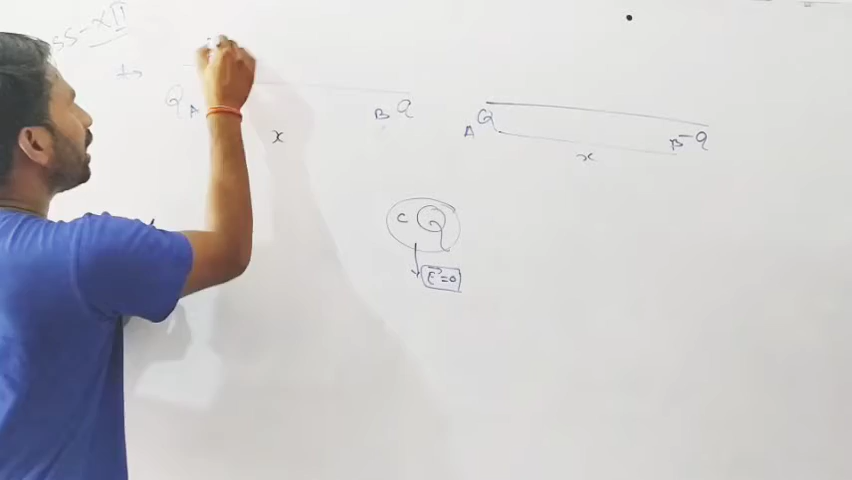 SS-XII
Q A B Q
x
A Q B -Q
x
C Q
E⃗=0